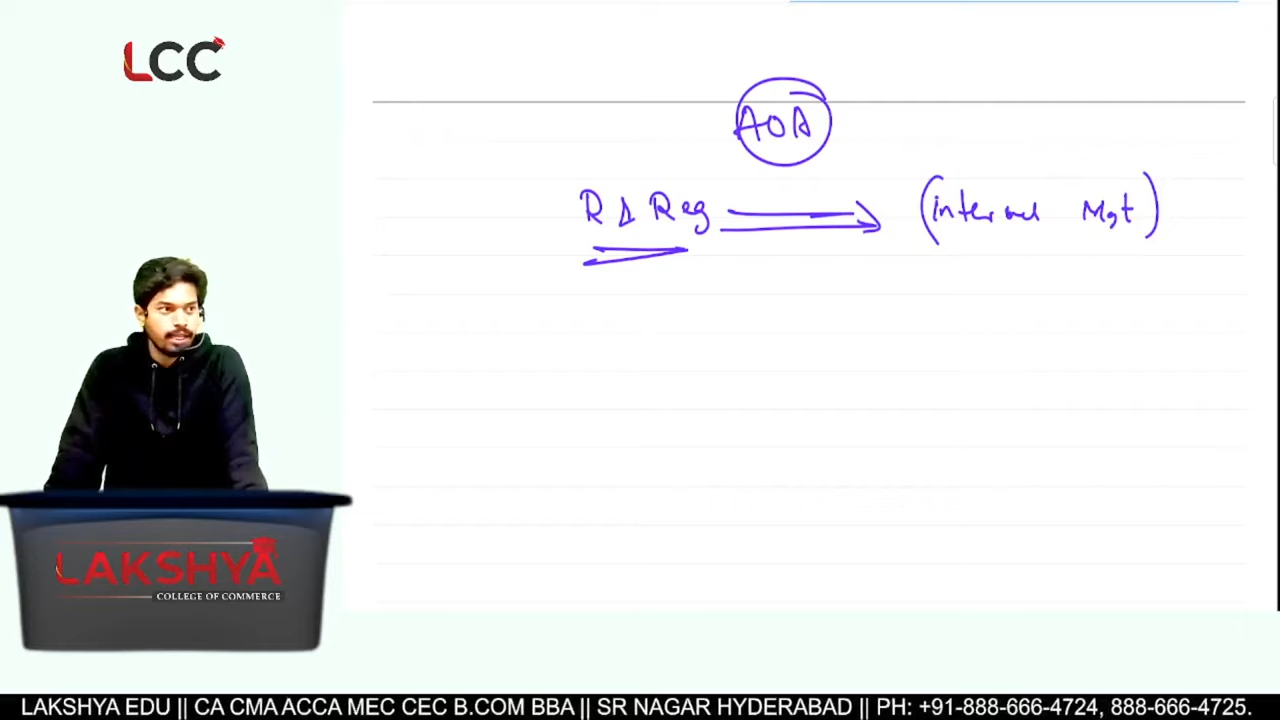 LCC
AOA
R & Reg (internal Mgt)
LAKSHYA
COLLEGE OF COMMERCE
LAKSHYA EDU || CA CMA ACCA MEC CEC B.COM BBA || SR NAGAR HYDERABAD || PH: +91-888-666-4724, 888-666-4725.